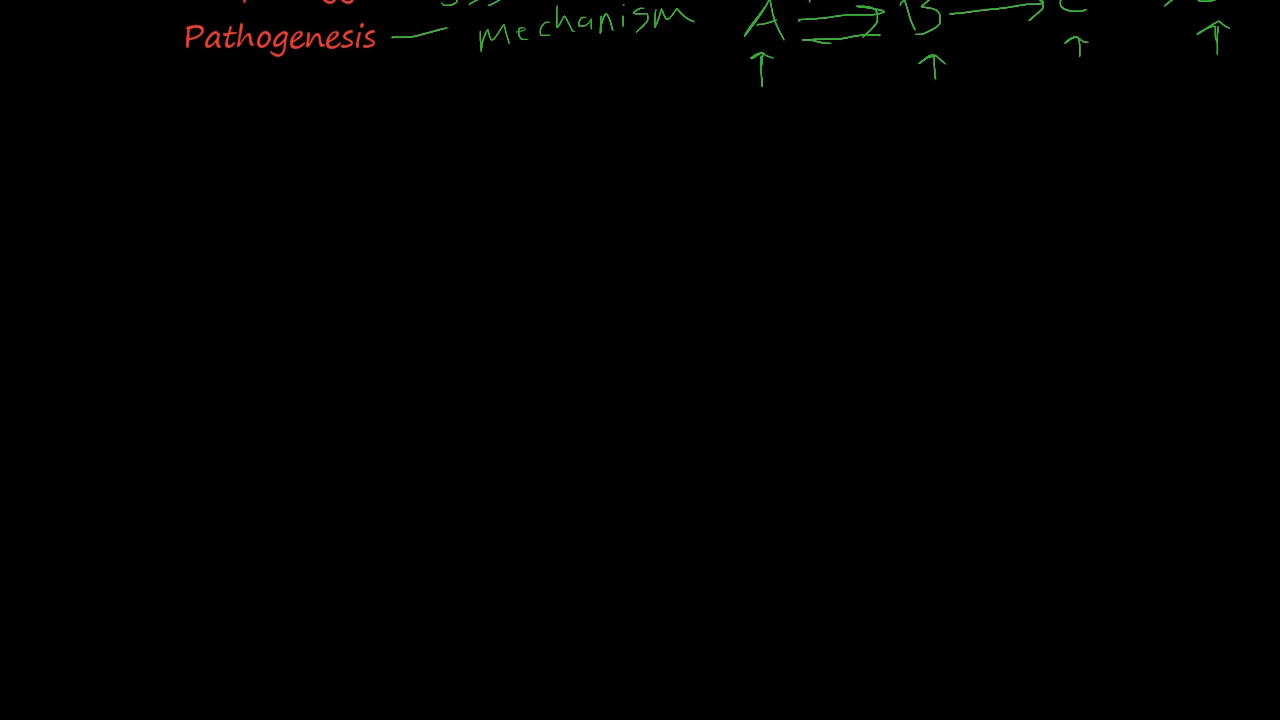 Pathogenesis — mechanism A ⇌ B → C
↑ ↑ ↑ ↑